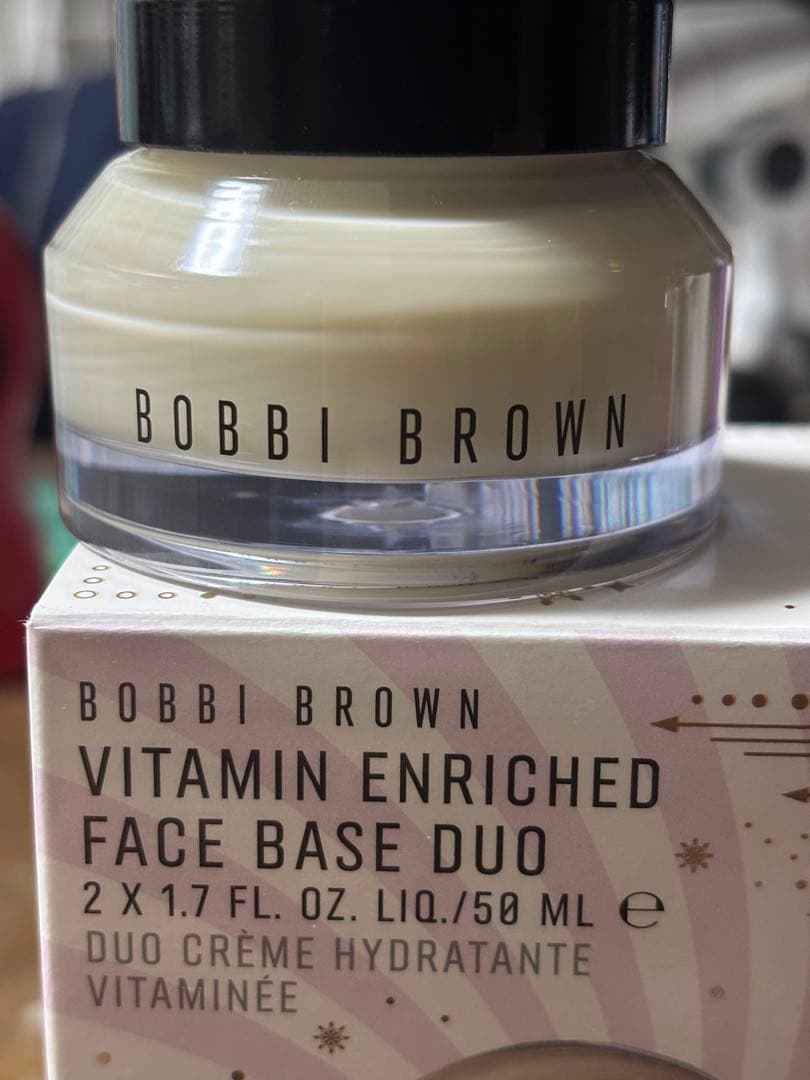 BOBBI BROWN
BOBBI BROWN
VITAMIN ENRICHED
FACE BASE DUO
2 X 1.7 FL. OZ. LIQ./50 ML ℮
DUO CRÈME HYDRATANTE
VITAMINÉE